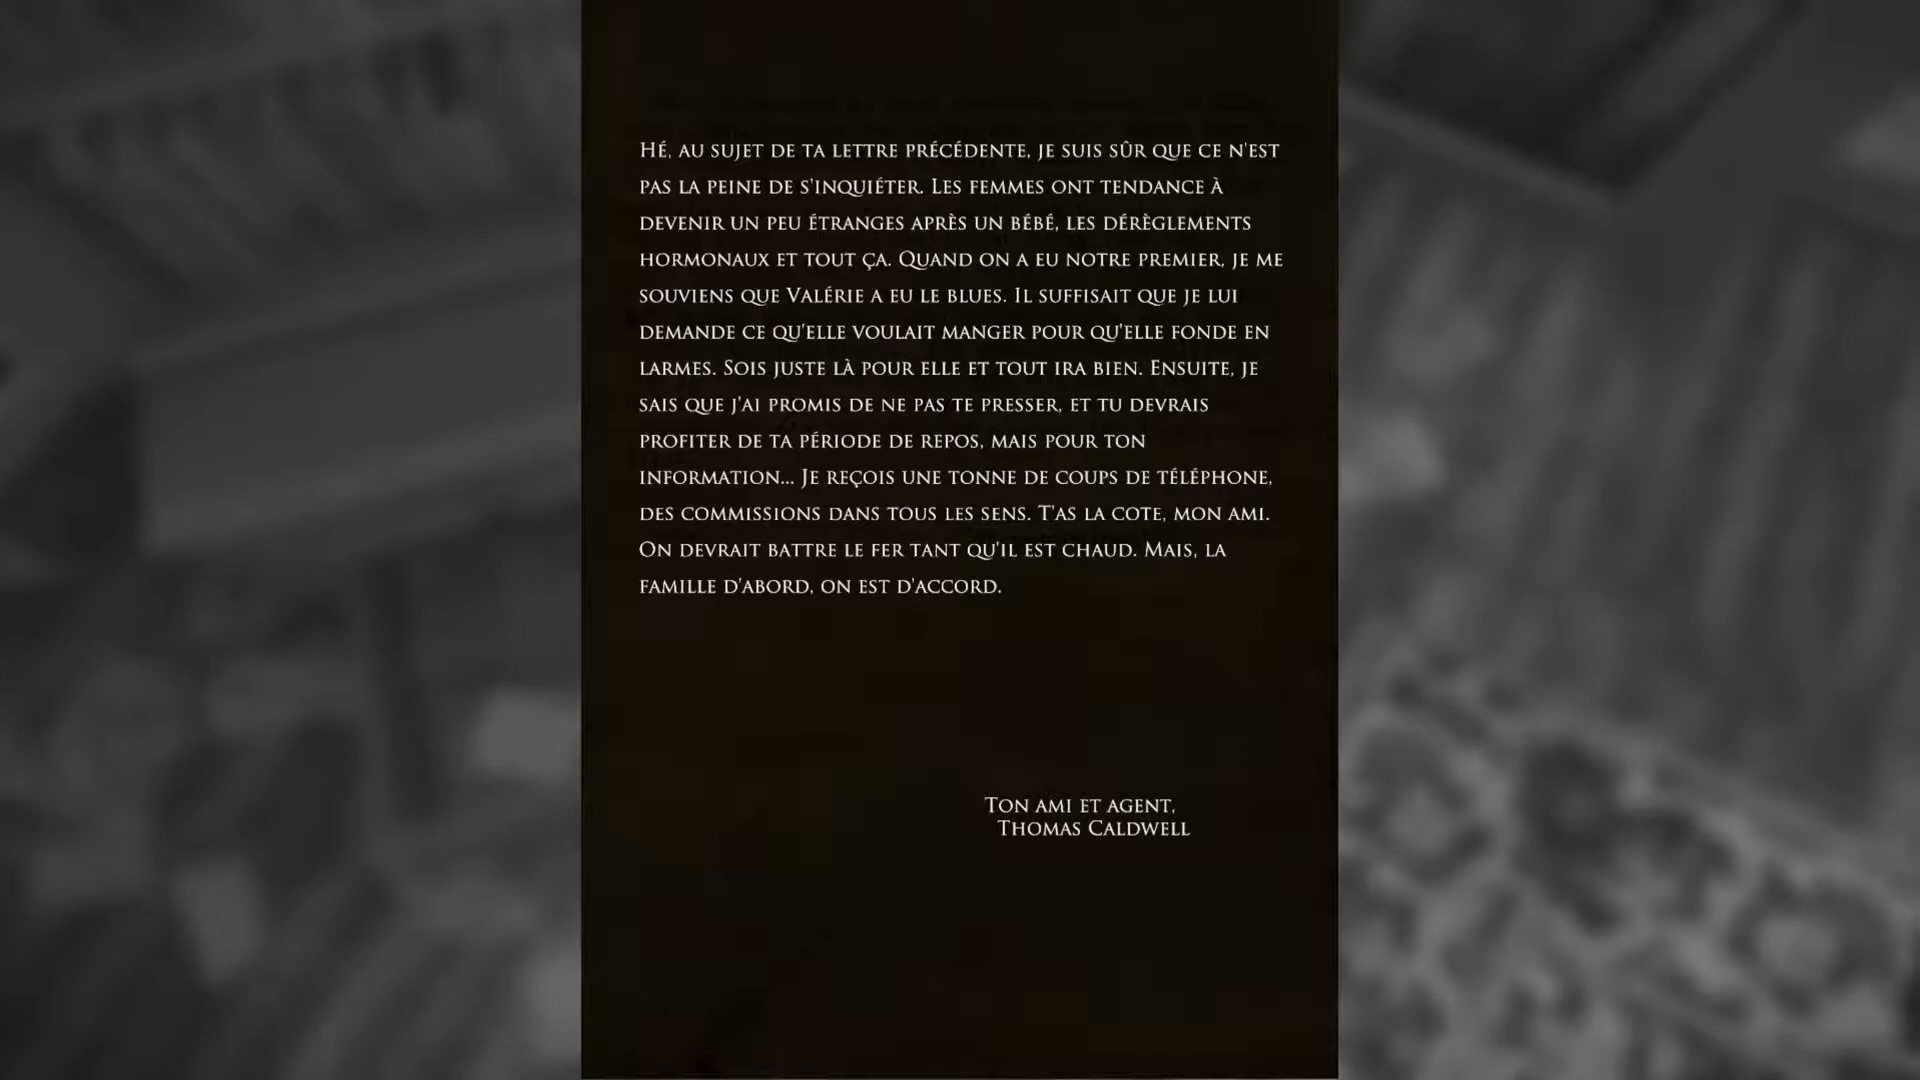 Hé, au sujet de ta lettre précédente, je suis sûr que ce n'est
pas la peine de s'inquiéter. Les femmes ont tendance à
devenir un peu étranges après un bébé, les dérèglements
hormonaux et tout ça. Quand on a eu notre premier, je me
souviens que Valérie a eu le blues. Il suffisait que je lui
demande ce qu'elle voulait manger pour qu'elle fonde en
larmes. Sois juste là pour elle et tout ira bien. Ensuite, je
sais que j'ai promis de ne pas te presser, et tu devrais
profiter de ta période de repos, mais pour ton
information... Je reçois une tonne de coups de téléphone,
des commissions dans tous les sens. T'as la cote, mon ami.
On devrait battre le fer tant qu'il est chaud. Mais, la
famille d'abord, on est d'accord.
Ton ami et agent,
Thomas Caldwell